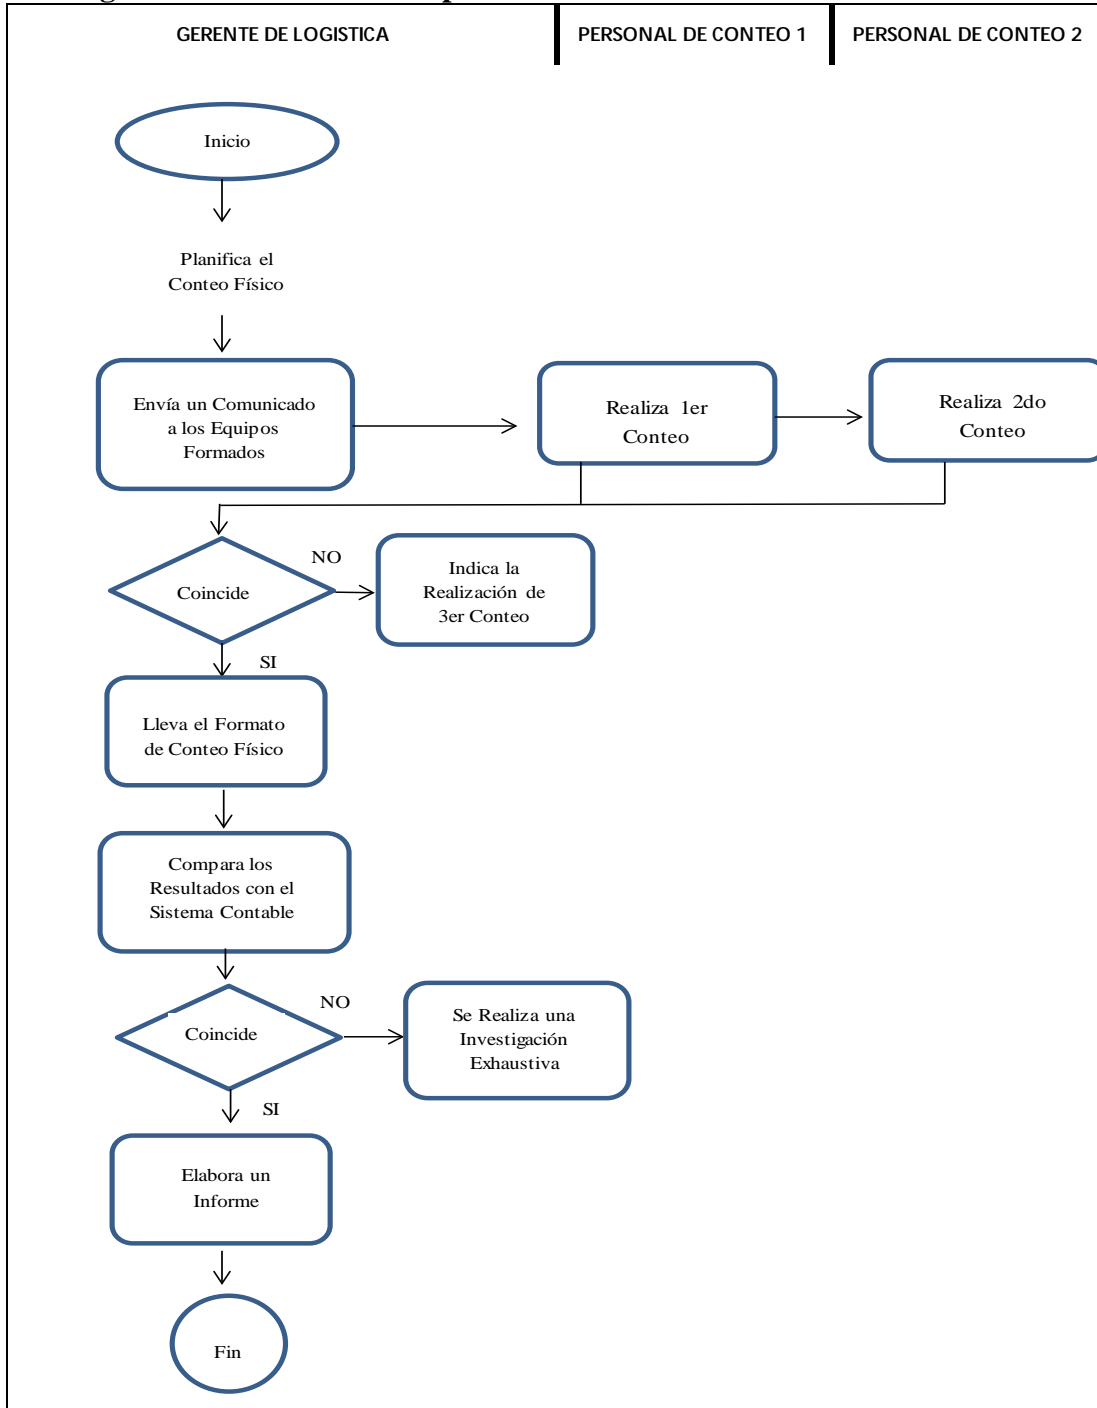 GERENTE DE LOGISTICA
PERSONAL DE CONTEO 1
PERSONAL DE CONTEO 2
Inicio
Planifica el
Conteo Físico
Envía un Comunicado
a los Equipos
Formados
Realiza 1er
Conteo
Realiza 2do
Conteo
Coincide
NO
Indica la
Realización de
3er Conteo
SI
Lleva el Formato
de Conteo Físico
Compara los
Resultados con el
Sistema Contable
Coincide
NO
Se Realiza una
Investigación
Exhaustiva
SI
Elabora un
Informe
Fin